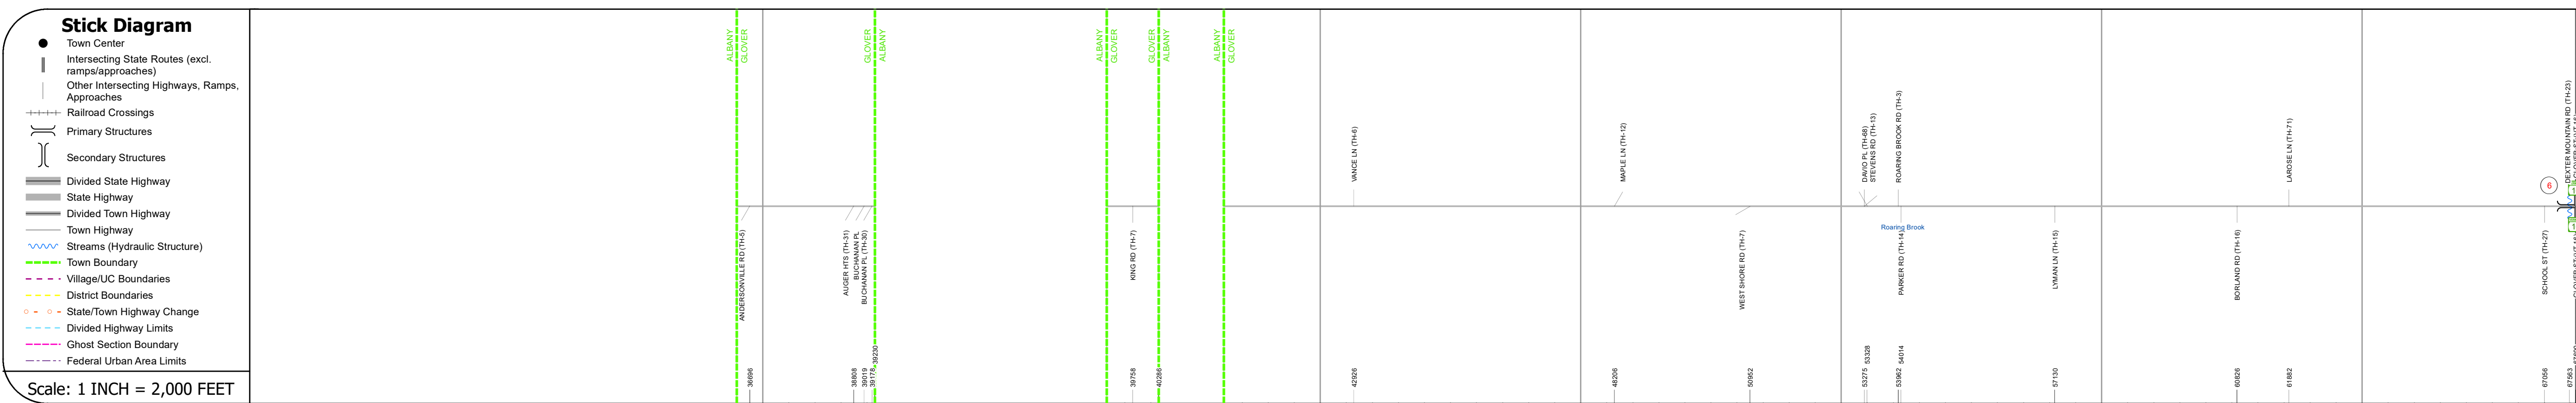 Stick Diagram
Town Center
Intersecting State Routes (excl.
ramps/approaches)
Other Intersecting Highways, Ramps,
Approaches
Railroad Crossings
Primary Structures
Secondary Structures
Divided State Highway
State Highway
Divided Town Highway
Town Highway
Streams (Hydraulic Structure)
Town Boundary
Village/UC Boundaries
District Boundaries
State/Town Highway Change
Divided Highway Limits
Ghost Section Boundary
Federal Urban Area Limits
Scale: 1 INCH = 2,000 FEET
ALBANY
GLOVER
GLOVER
ALBANY
ALBANY
GLOVER
GLOVER
ALBANY
ALBANY
GLOVER
VANCE LN (TH-6)
MAPLE LN (TH-12)
DAVIO PL (TH-68)
STEVENS RD (TH-13)
ROARING BROOK RD (TH-3)
LAROSE LN (TH-71)
DEXTER MOUNTAIN RD (TH-23)
6
ANDERSONVILLE RD (TH-5)
AUGER HTS (TH-31)
BUCHANAN PL
BUCHANAN PL (TH-30)
KING RD (TH-7)
WEST SHORE RD (TH-7)
Roaring Brook
PARKER RD (TH-14)
LYMAN LN (TH-15)
BORLAND RD (TH-16)
SCHOOL ST (TH-27)
36696
38808
39019
39178
39230
39758
40286
42926
48206
50952
53275
53328
53962
54014
57130
60826
61882
67056
67563